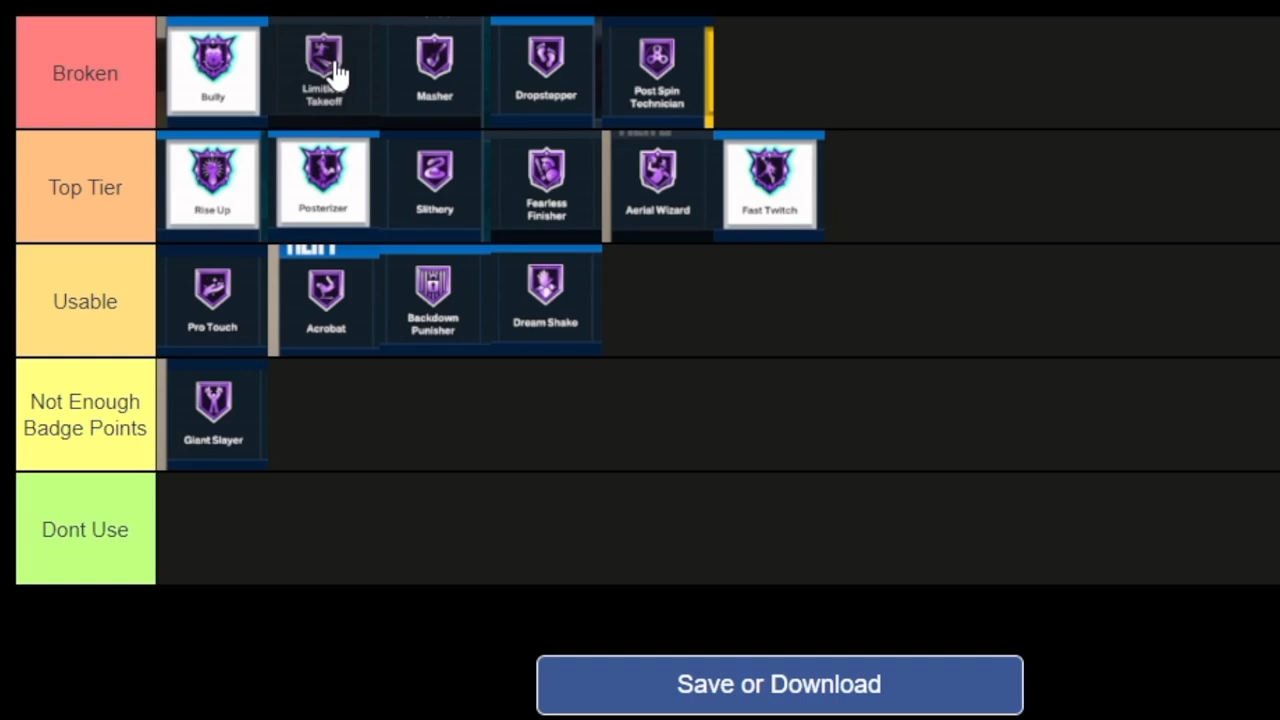 Broken
Bully
Takeoff
Masher
Dropstepper
Post Spin
Technician
Top Tier
Rise Up
Posterizer
Slithery
Fearless
Finisher
Aerial Wizard
Fast Twitch
Usable
Pro Touch
Acrobat
Backdown
Punisher
Dream Shake
Not Enough
Badge Points
Giant Slayer
Dont Use
Save or Download